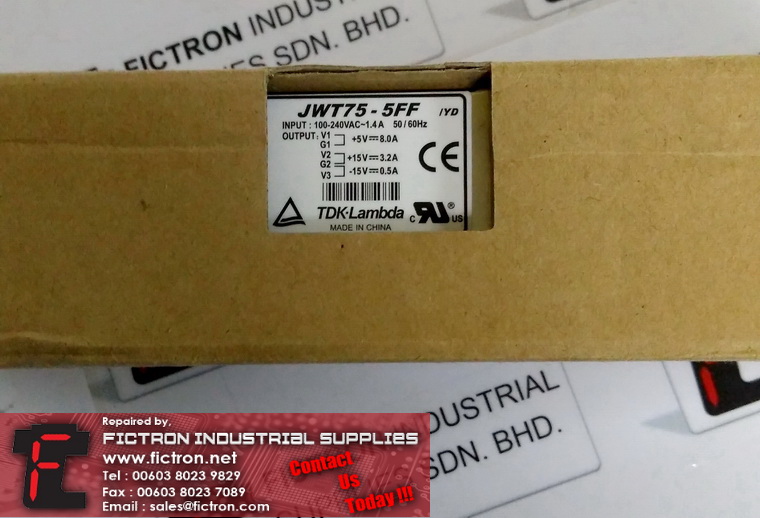 FICTRON INDUSTRIAL
ES SDN. BHD.
JWT75-5FF /YD
INPUT : 100-240VAC~1.4A 50/60Hz
OUTPUT: V1 +5V⎓8.0A
G1
V2 +15V⎓3.2A
G2
V3 -15V⎓0.5A
CE
TDK·Lambda
MADE IN CHINA
C RU ® US
DUSTRIAL
SDN. BHD.
Repaired by,
FICTRON INDUSTRIAL SUPPLIES
www.fictron.net
Tel : 00603 8023 9829
Fax : 00603 8023 7089
Email : sales@fictron.com
Contact
Us
Today !!!